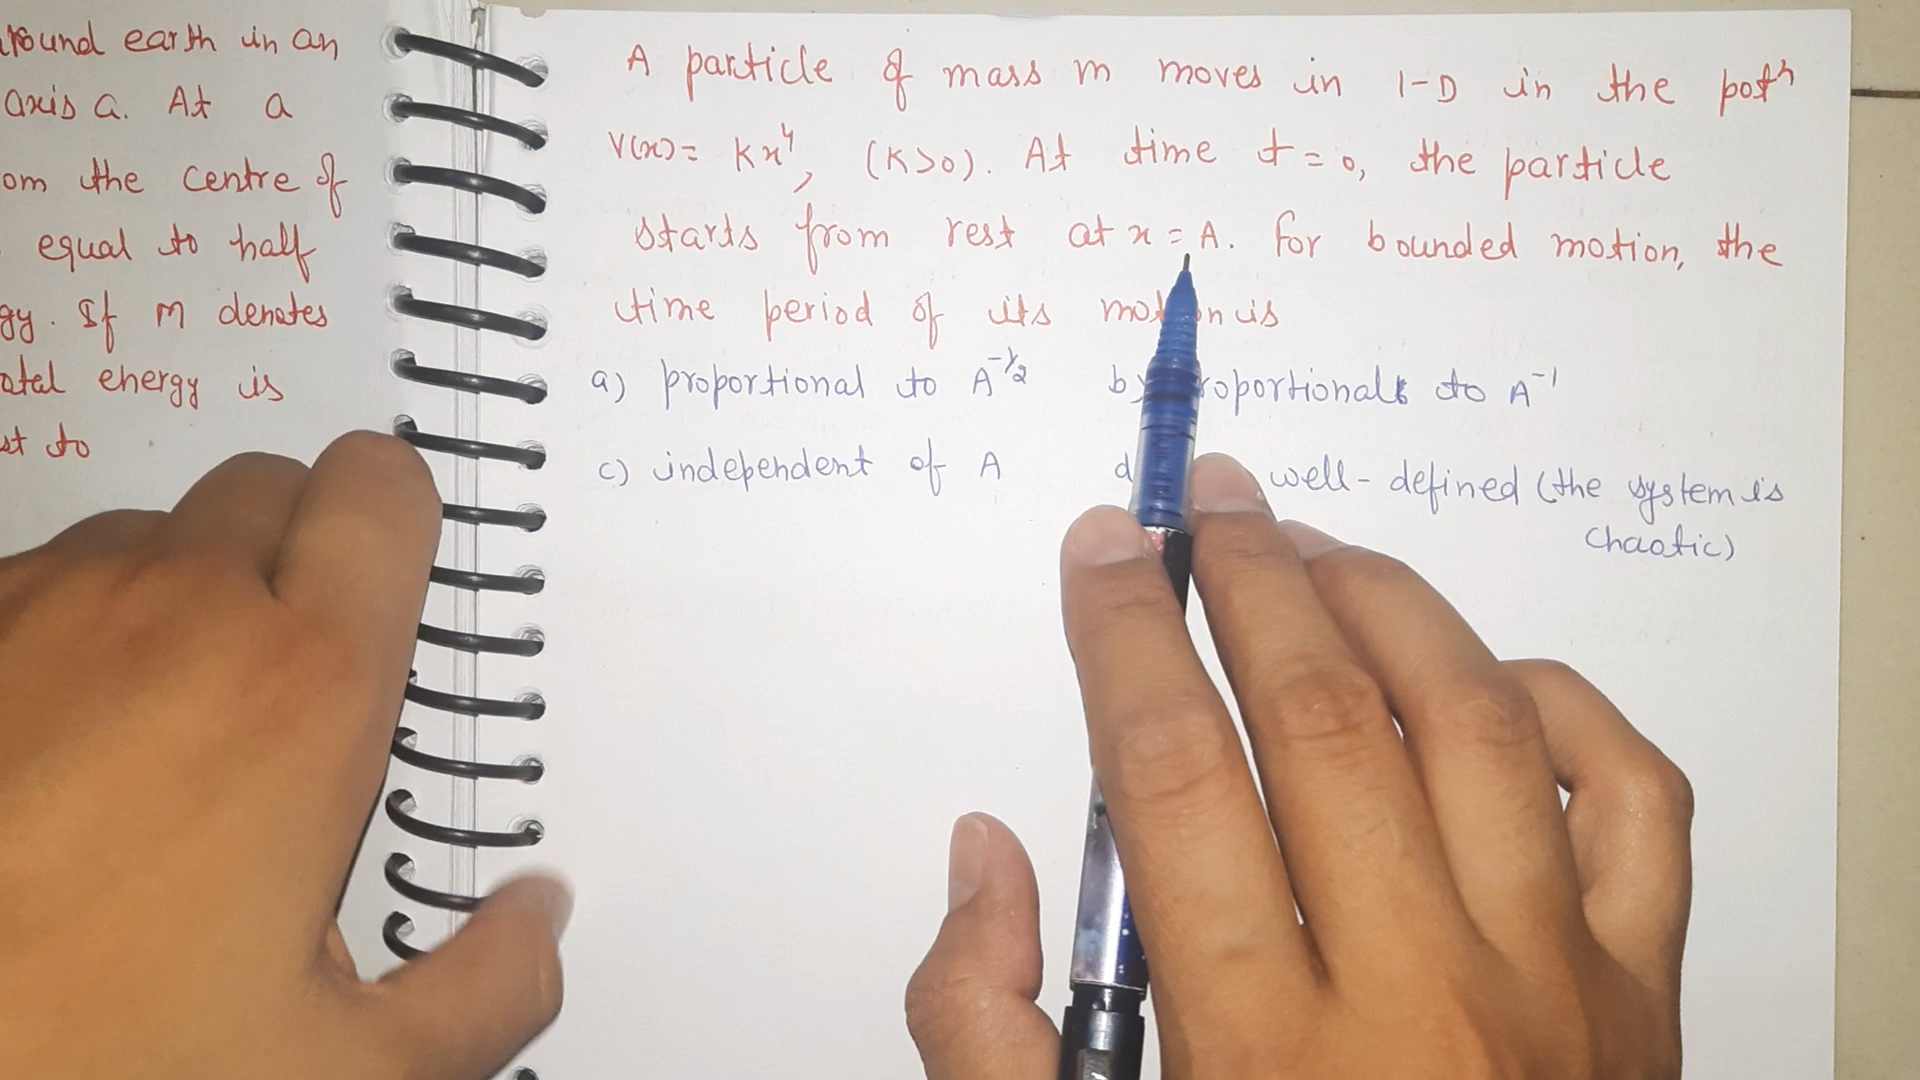 round earth in an
axis a. At a
om the centre of
equal to half
gy. If m denotes
otal energy is
st to
A particle of mass m moves in 1-D in the potⁿ
V(x) = Kx⁴, (K>0). At time t = 0, the particle
starts from rest at x = A. For bounded motion, the
time period of its motion is
a) proportional to A^-1/2 b) proportional to A^-1
c) independent of A d well-defined (the system is
chaotic)